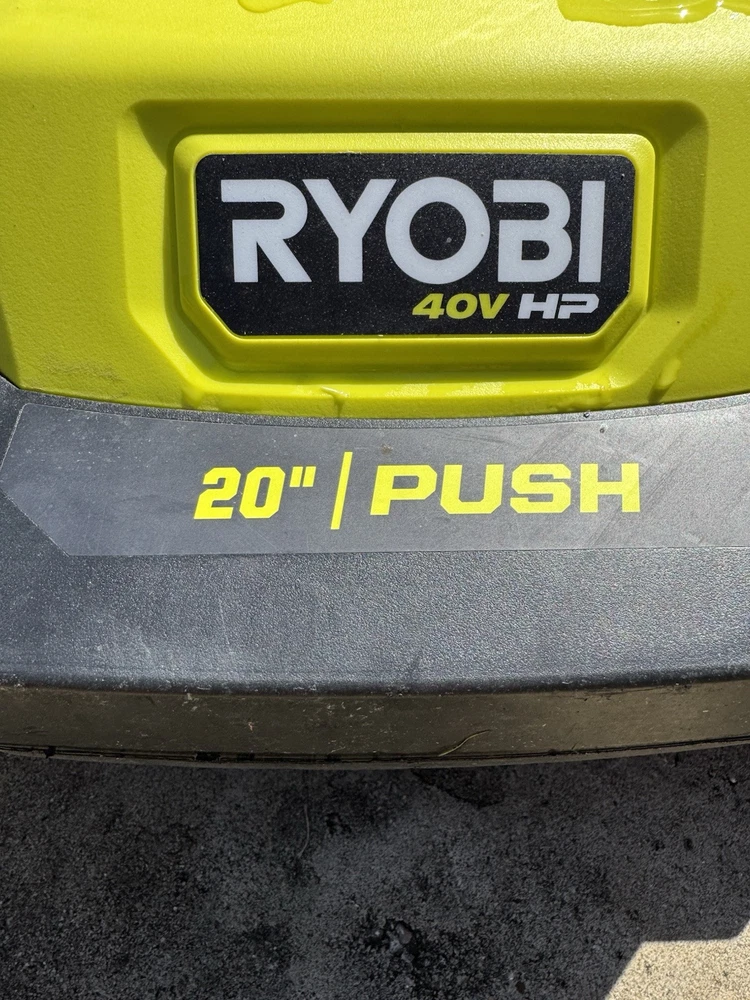 RYOBI
40V HP
20" | PUSH